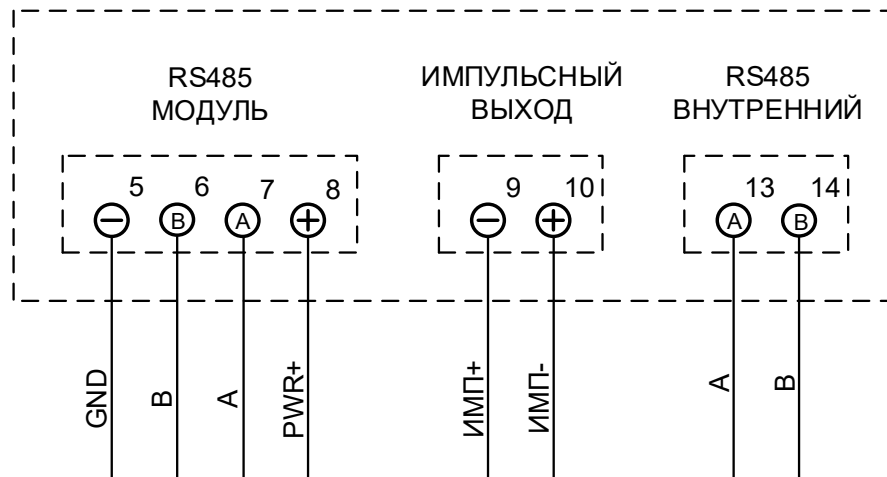 RS485
МОДУЛЬ
ИМПУЛЬСНЫЙ
ВЫХОД
RS485
ВНУТРЕННИЙ
5 6 7 8
− B A +
9 10
− +
13 14
A B
GND
B
A
PWR+
ИМП+
ИМП-
A
B